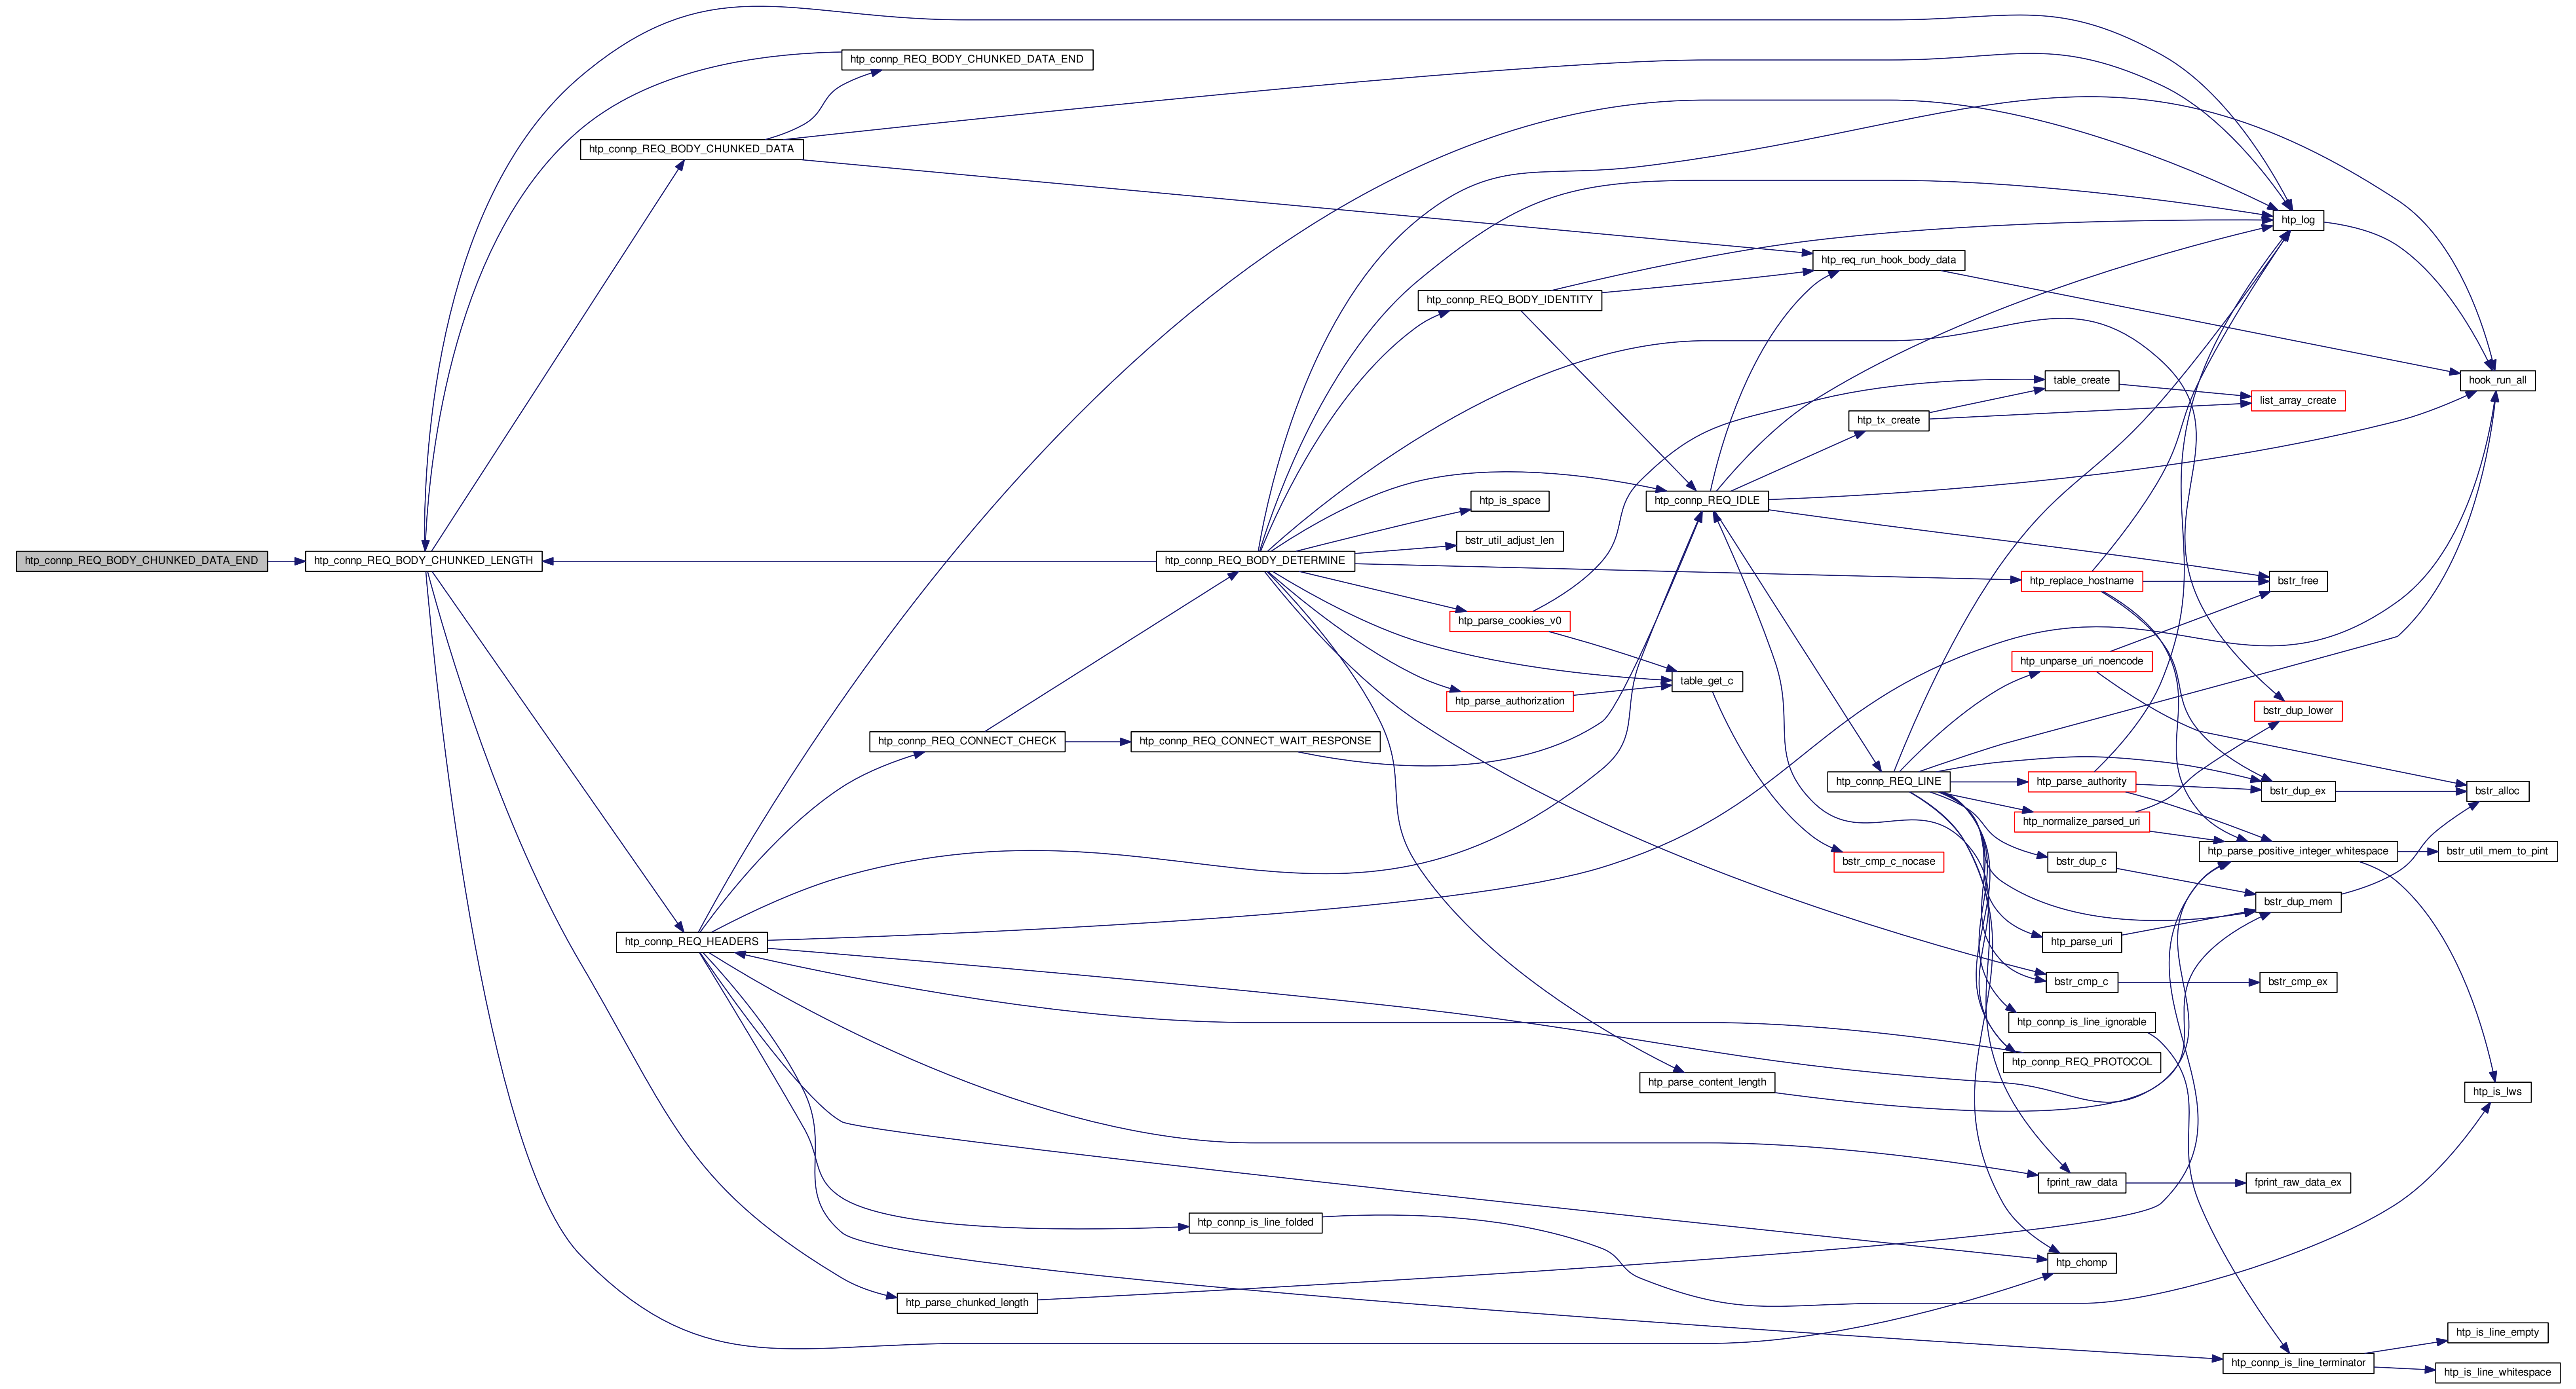 htp_connp_REQ_BODY_CHUNKED_DATA_END
htp_connp_REQ_BODY_CHUNKED_DATA
htp_log
htp_req_run_hook_body_data
htp_connp_REQ_BODY_IDENTITY
table_create
hook_run_all
list_array_create
htp_tx_create
htp_is_space
htp_connp_REQ_IDLE
bstr_util_adjust_len
htp_connp_REQ_BODY_CHUNKED_DATA_END
htp_connp_REQ_BODY_CHUNKED_LENGTH
htp_connp_REQ_BODY_DETERMINE
htp_replace_hostname
bstr_free
htp_parse_cookies_v0
htp_unparse_uri_noencode
table_get_c
htp_parse_authorization
bstr_dup_lower
htp_connp_REQ_CONNECT_CHECK
htp_connp_REQ_CONNECT_WAIT_RESPONSE
htp_connp_REQ_LINE
htp_parse_authority
bstr_dup_ex
bstr_alloc
htp_normalize_parsed_uri
htp_parse_positive_integer_whitespace
bstr_util_mem_to_pint
bstr_cmp_c_nocase
bstr_dup_c
bstr_dup_mem
htp_connp_REQ_HEADERS
htp_parse_uri
bstr_cmp_c
bstr_cmp_ex
htp_connp_is_line_ignorable
htp_connp_REQ_PROTOCOL
htp_parse_content_length
htp_is_lws
fprint_raw_data
fprint_raw_data_ex
htp_connp_is_line_folded
htp_chomp
htp_parse_chunked_length
htp_is_line_empty
htp_connp_is_line_terminator
htp_is_line_whitespace